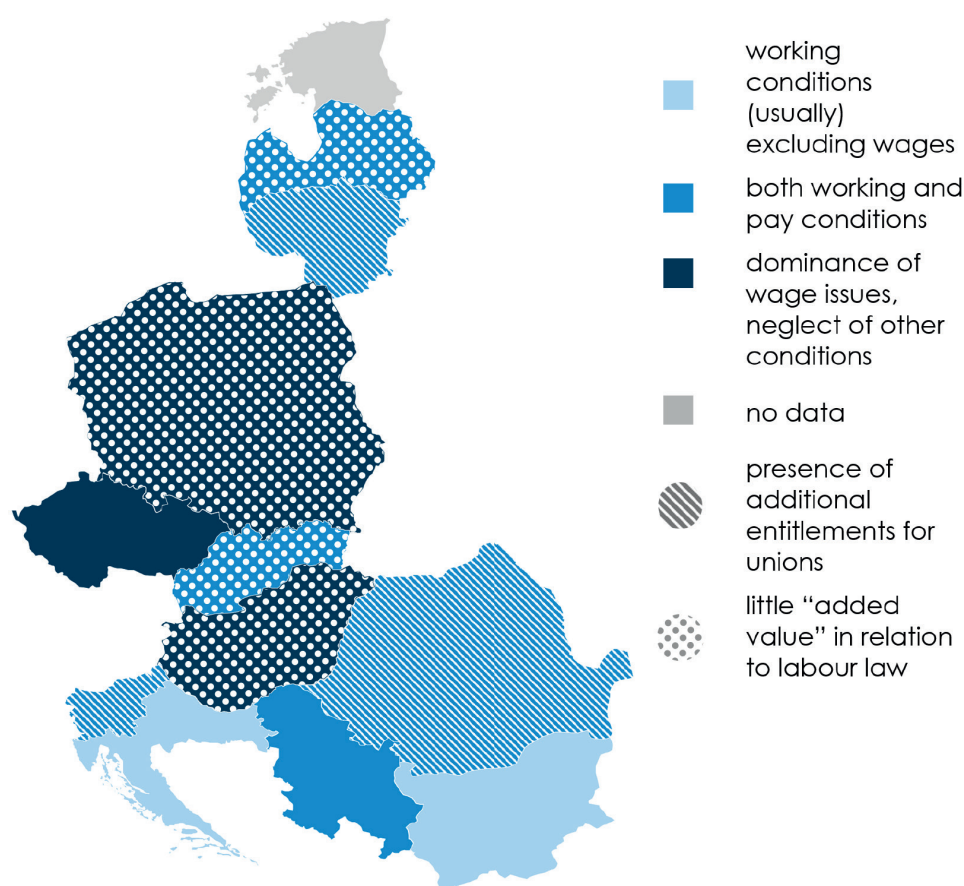 working
conditions
(usually)
excluding wages
both working and
pay conditions
dominance of
wage issues,
neglect of other
conditions
no data
presence of
additional
entitlements for
unions
little “added
value” in relation
to labour law